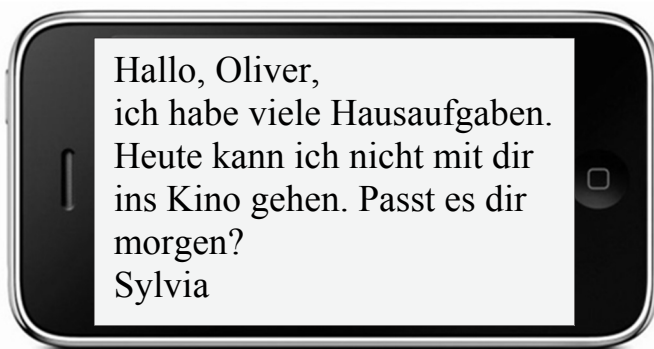 Hallo, Oliver,
ich habe viele Hausaufgaben.
Heute kann ich nicht mit dir
ins Kino gehen. Passt es dir
morgen?
Sylvia